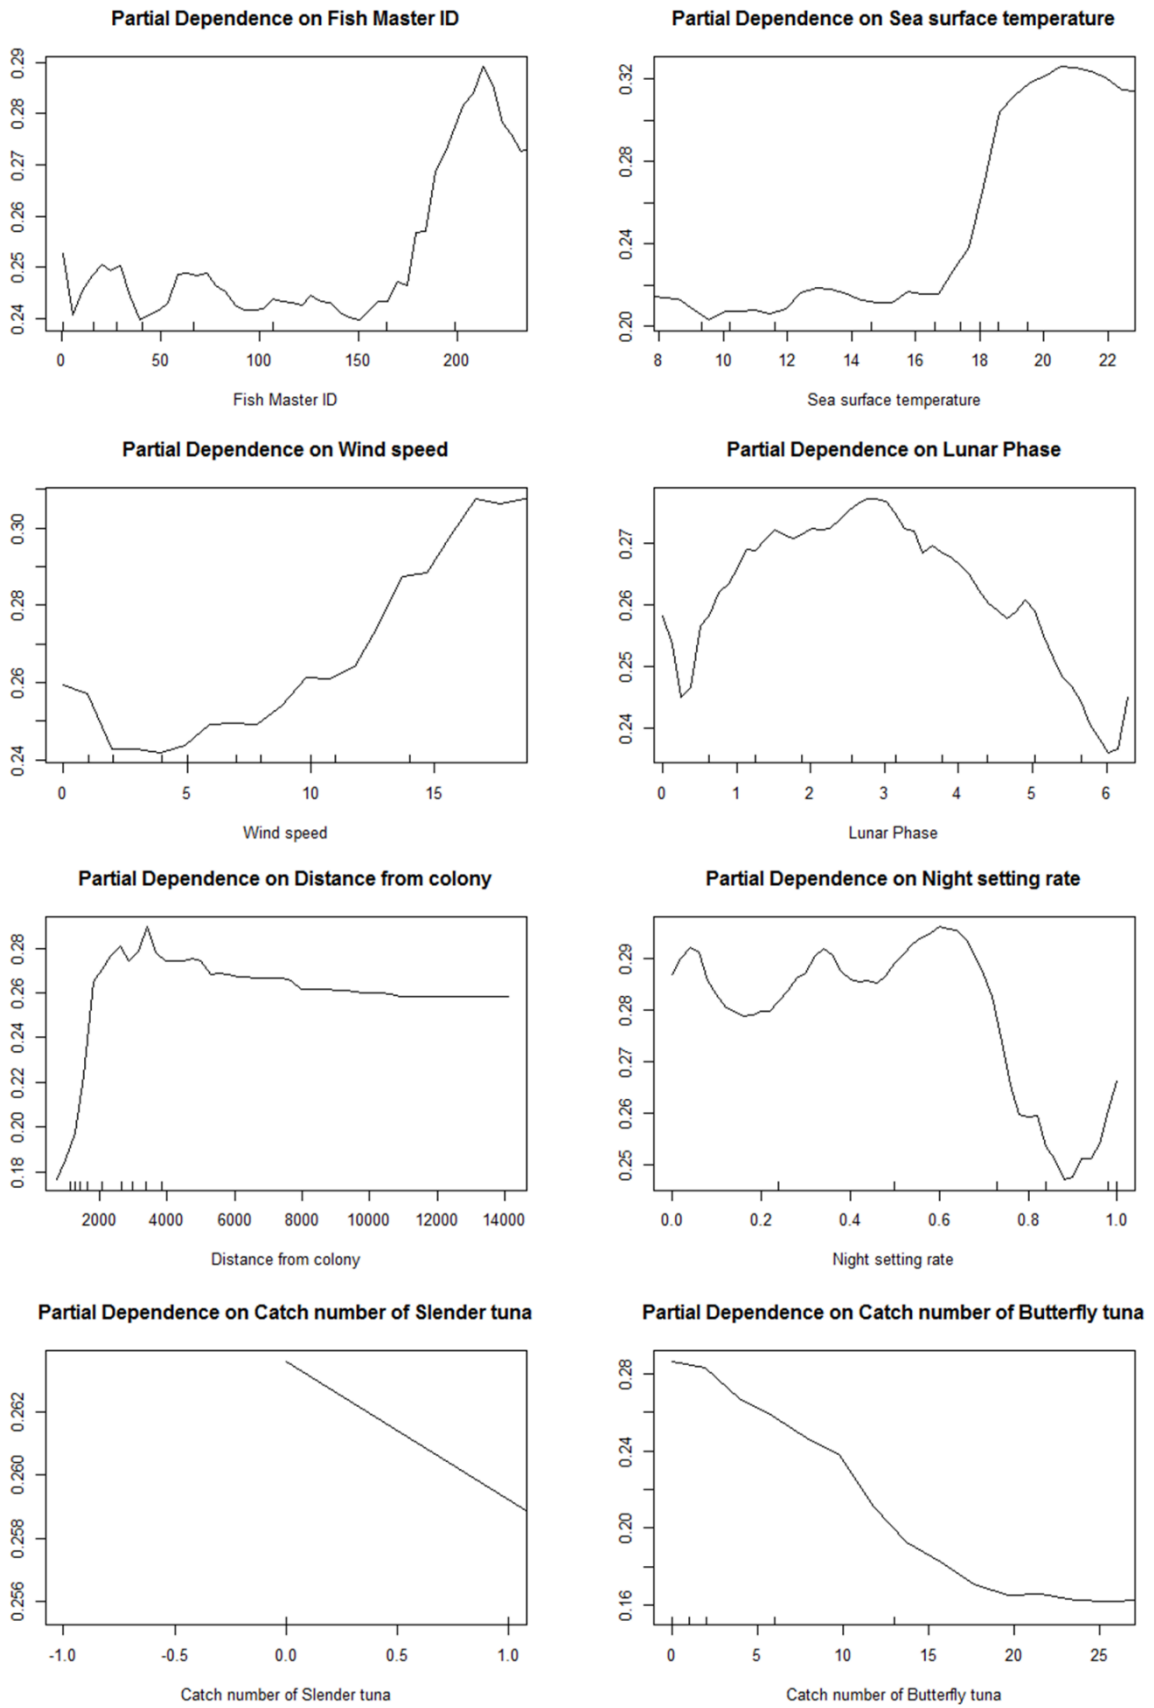 Partial Dependence on Fish Master ID
0.24 0.25 0.26 0.27 0.28 0.29
0 50 100 150 200
Fish Master ID
Partial Dependence on Sea surface temperature
0.20 0.24 0.28 0.32
8 10 12 14 16 18 20 22
Sea surface temperature
Partial Dependence on Wind speed
0.24 0.26 0.28 0.30
0 5 10 15
Wind speed
Partial Dependence on Lunar Phase
0.24 0.25 0.26 0.27
0 1 2 3 4 5 6
Lunar Phase
Partial Dependence on Distance from colony
0.18 0.20 0.22 0.24 0.26 0.28
2000 4000 6000 8000 10000 12000 14000
Distance from colony
Partial Dependence on Night setting rate
0.25 0.26 0.27 0.28 0.29
0.0 0.2 0.4 0.6 0.8 1.0
Night setting rate
Partial Dependence on Catch number of Slender tuna
0.256 0.258 0.260 0.262
-1.0 -0.5 0.0 0.5 1.0
Catch number of Slender tuna
Partial Dependence on Catch number of Butterfly tuna
0.16 0.20 0.24 0.28
0 5 10 15 20 25
Catch number of Butterfly tuna